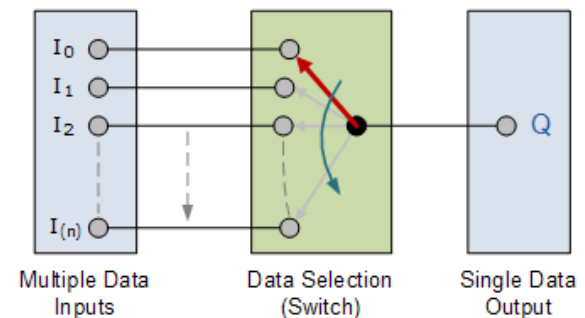 I0
I1
I2
I(n)
Q
Multiple Data
Inputs
Data Selection
(Switch)
Single Data
Output